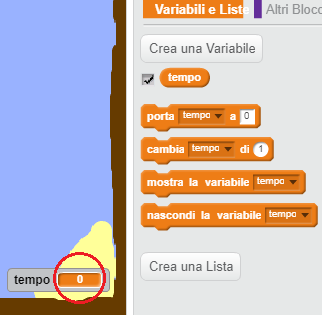 Variabili e Liste
Altri Bloc
Crea una Variabile
tempo
porta tempo a 0
cambia tempo di 1
mostra la variabile tempo
nascondi la variabile tempo
Crea una Lista
tempo 0